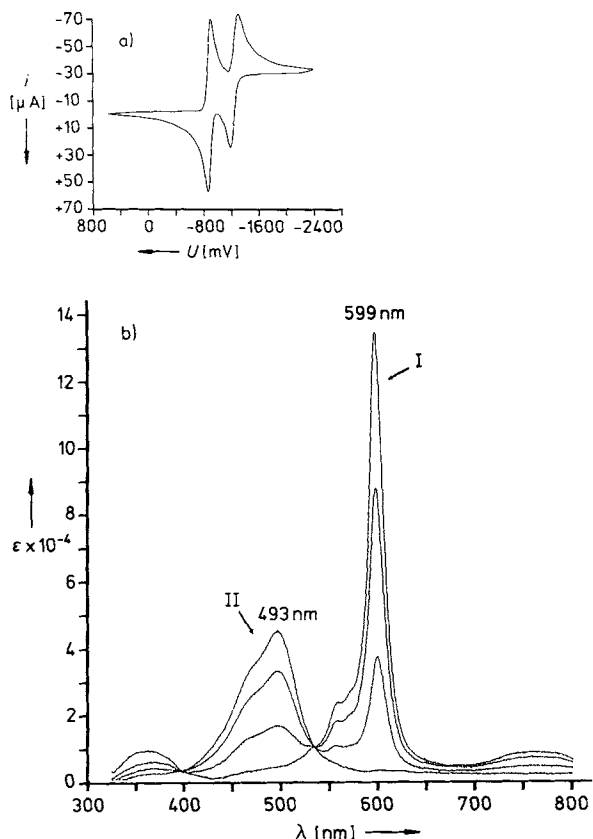 a)
-70
-50
-30
i
[µA]
-10
+10
+30
+50
+70
800 0 -800 -1600 -2400
U [mV]
b)
14
12
10
8
ε x 10⁻⁴
6
4
2
0
599 nm
I
II
493 nm
300 400 500 600 700 800
λ [nm]